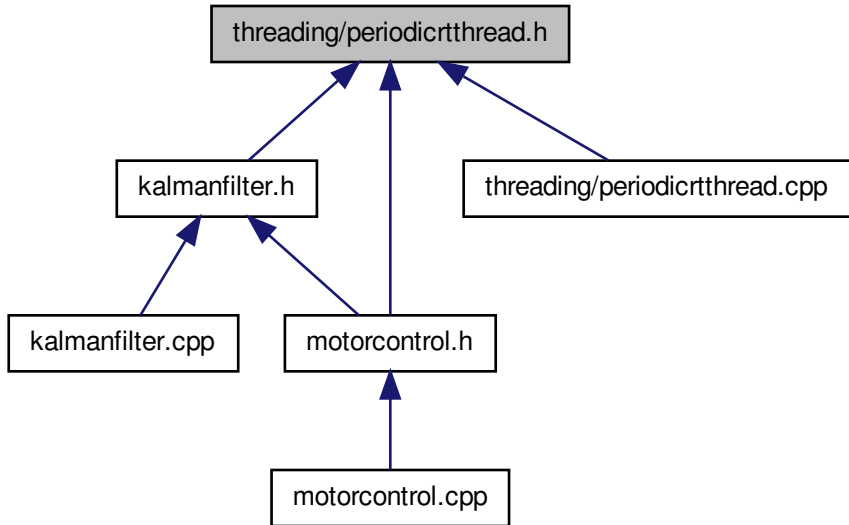 threading/periodicrtthread.h
kalmanfilter.h
threading/periodicrtthread.cpp
kalmanfilter.cpp
motorcontrol.h
motorcontrol.cpp